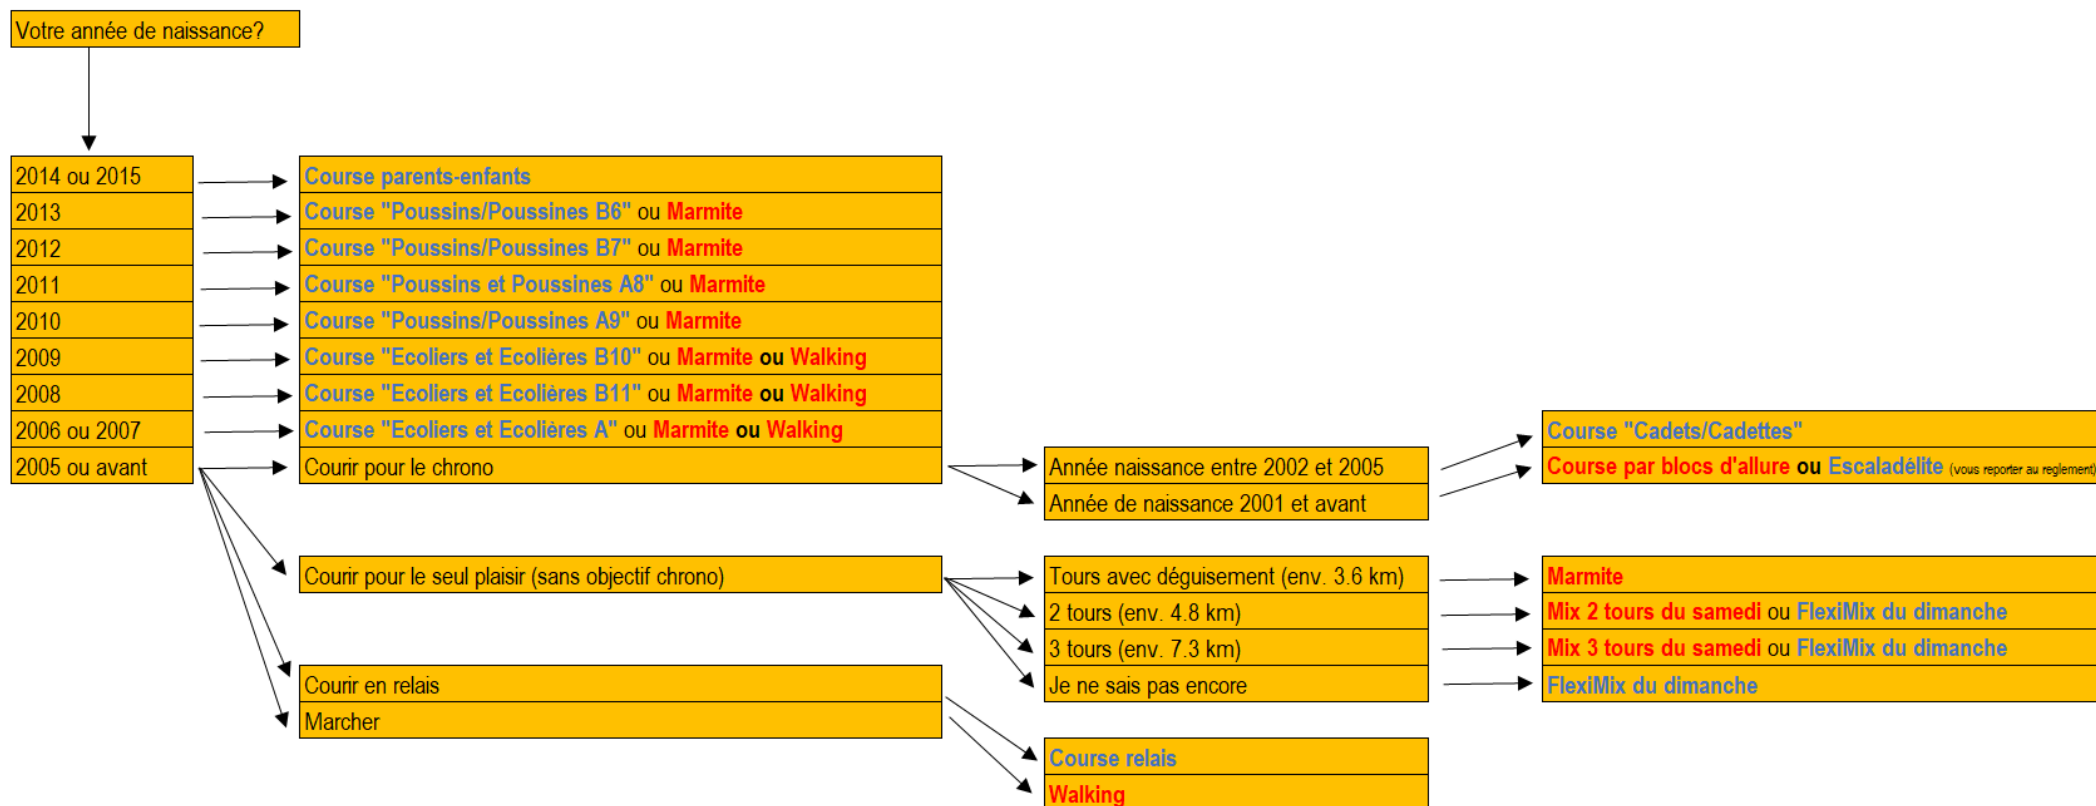 Votre année de naissance?
2014 ou 2015
Course parents-enfants
2013
Course "Poussins/Poussines B6" ou Marmite
2012
Course "Poussins/Poussines B7" ou Marmite
2011
Course "Poussins et Poussines A8" ou Marmite
2010
Course "Poussins/Poussines A9" ou Marmite
2009
Course "Ecoliers et Ecolières B10" ou Marmite ou Walking
2008
Course "Ecoliers et Ecolières B11" ou Marmite ou Walking
2006 ou 2007
Course "Ecoliers et Ecolières A" ou Marmite ou Walking
2005 ou avant
Courir pour le chrono
Année naissance entre 2002 et 2005
Course "Cadets/Cadettes"
Année de naissance 2001 et avant
Course par blocs d'allure ou Escaladélite (vous reporter au reglement)
Courir pour le seul plaisir (sans objectif chrono)
Tours avec déguisement (env. 3.6 km)
Marmite
2 tours (env. 4.8 km)
Mix 2 tours du samedi ou FlexiMix du dimanche
3 tours (env. 7.3 km)
Mix 3 tours du samedi ou FlexiMix du dimanche
Je ne sais pas encore
FlexiMix du dimanche
Courir en relais
Marcher
Course relais
Walking